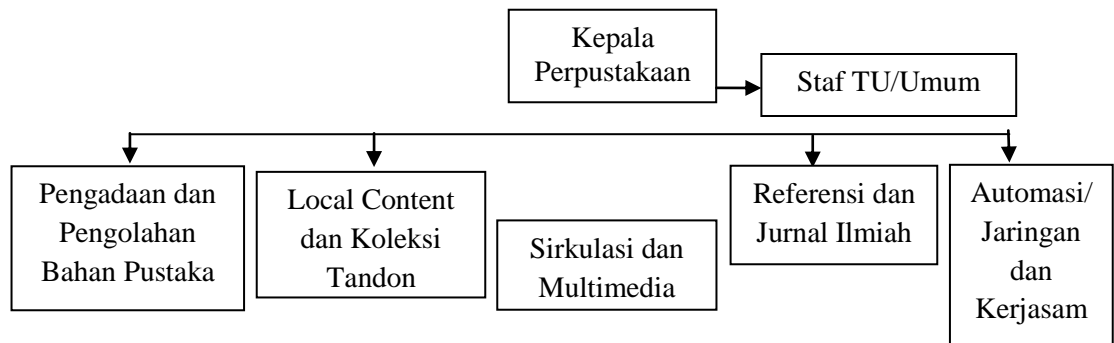 Kepala
Perpustakaan
Staf TU/Umum
Pengadaan dan
Pengolahan
Bahan Pustaka
Local Content
dan Koleksi
Tandon
Sirkulasi dan
Multimedia
Referensi dan
Jurnal Ilmiah
Automasi/
Jaringan
dan
Kerjasam